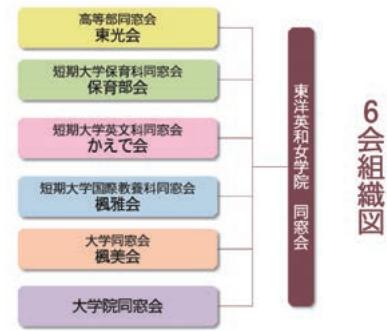 高等部同窓会
東光会
短期大学保育科同窓会
保育部会
短期大学英文科同窓会
かえで会
短期大学国際教養科同窓会
楓雅会
大学同窓会
楓美会
大学院同窓会
東洋英和女学院 同窓会
6会組織図